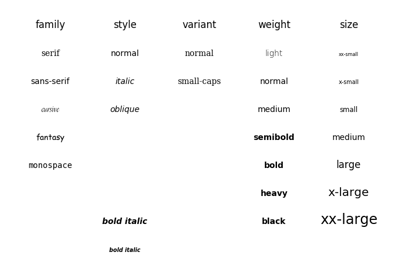 family style variant weight size
serif normal normal light xx-small
sans-serif italic small-caps normal x-small
cursive oblique medium small
fantasy semibold medium
monospace bold large
heavy x-large
bold italic black xx-large
bold italic